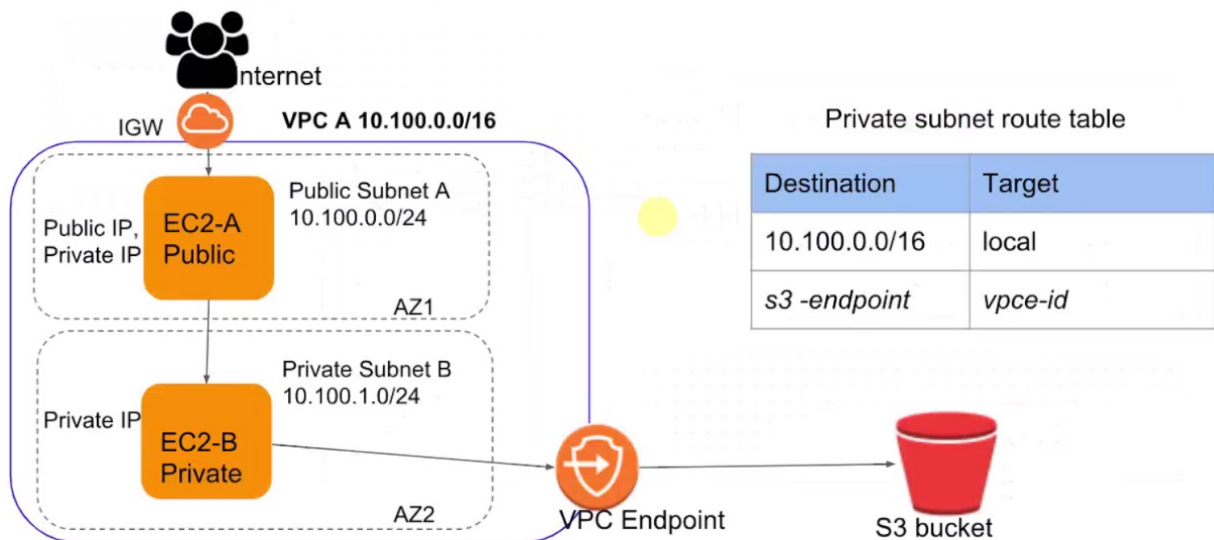 Internet
IGW
VPC A 10.100.0.0/16
Public Subnet A
10.100.0.0/24
Public IP,
Private IP
EC2-A
Public
AZ1
Private Subnet B
10.100.1.0/24
Private IP
EC2-B
Private
AZ2
VPC Endpoint
S3 bucket
Private subnet route table
Destination Target
10.100.0.0/16 local
s3 -endpoint vpce-id